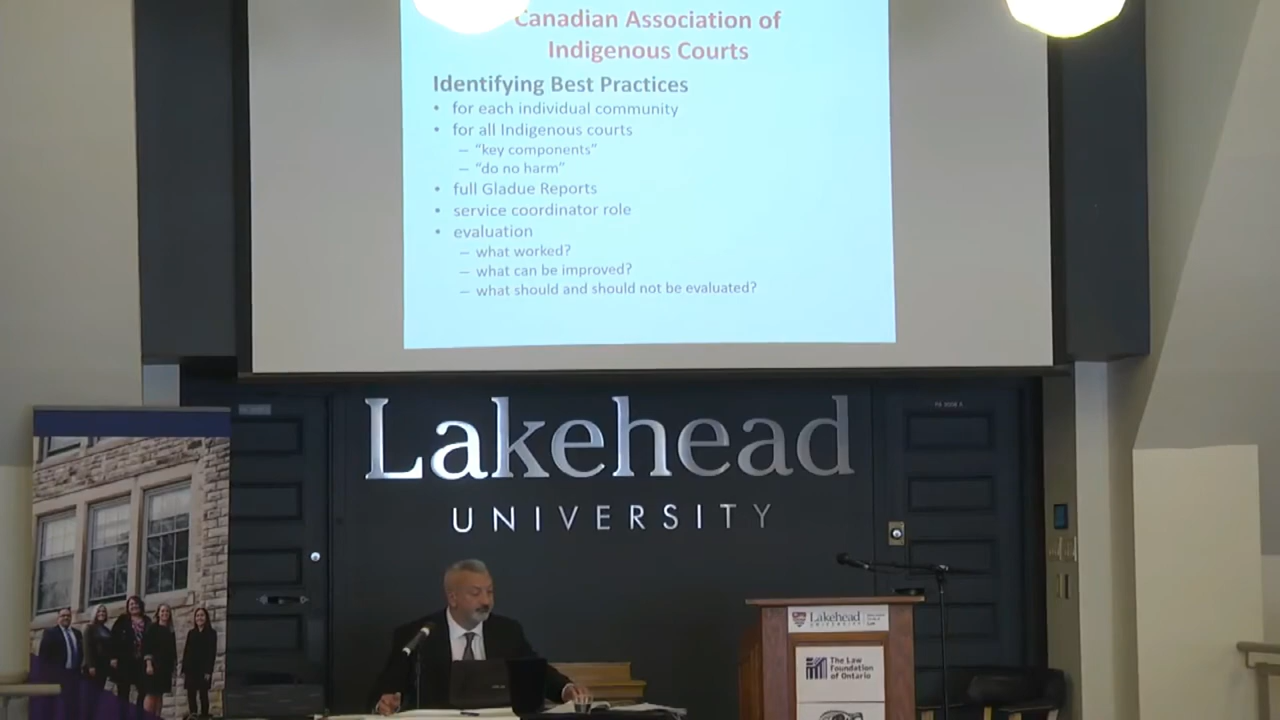 Canadian Association of
Indigenous Courts
Identifying Best Practices
• for each individual community
• for all Indigenous courts
– "key components"
– "do no harm"
• full Gladue Reports
• service coordinator role
• evaluation
– what worked?
– what can be improved?
– what should and should not be evaluated?
Lakehead
UNIVERSITY
Lakehead
UNIVERSITY
The Law
Foundation
of Ontario